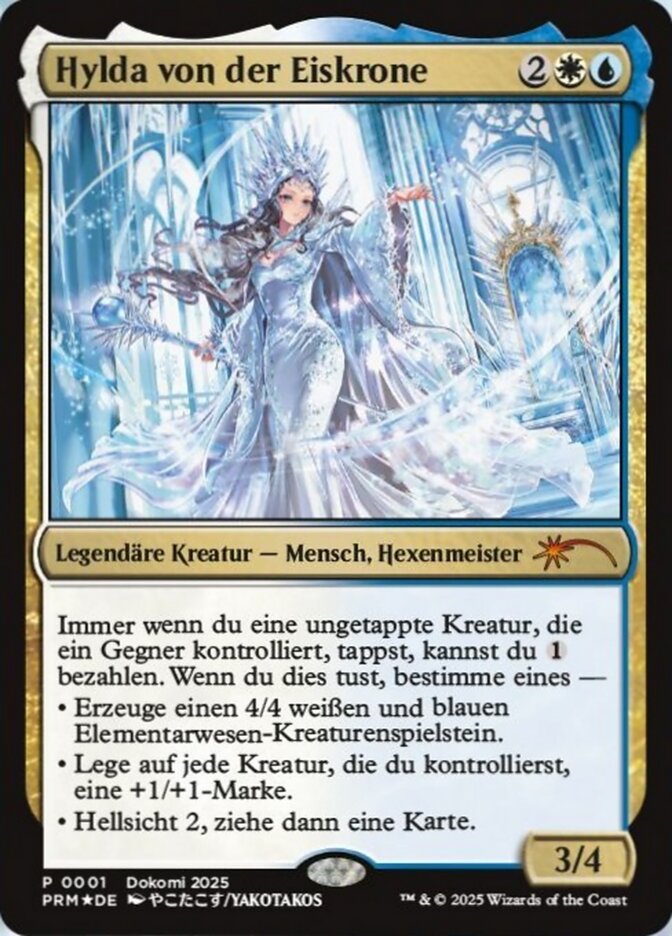 Hylda von der Eiskrone 2
Legendäre Kreatur — Mensch, Hexenmeister
Immer wenn du eine ungetappte Kreatur, die
ein Gegner kontrolliert, tappst, kannst du 1
bezahlen. Wenn du dies tust, bestimme eines —
• Erzeuge einen 4/4 weißen und blauen
Elementarwesen-Kreaturenspielstein.
• Lege auf jede Kreatur, die du kontrollierst,
eine +1/+1-Marke.
• Hellsicht 2, ziehe dann eine Karte.
3/4
P 0001 Dokomi 2025
PRM★DE やこたこす/YAKOTAKOS
™ & © 2025 Wizards of the Coast